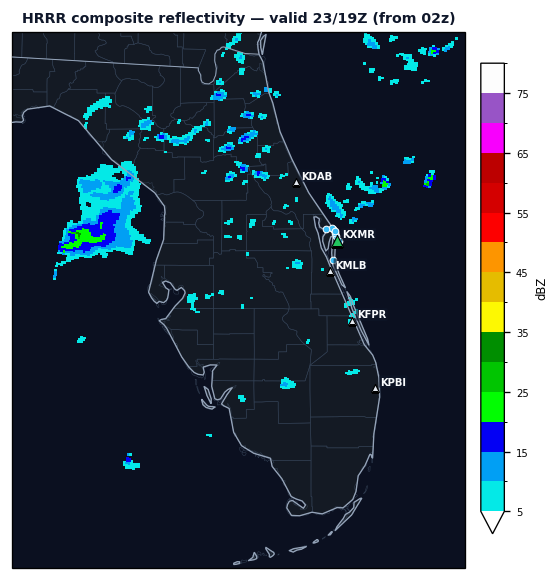 HRRR composite reflectivity — valid 23/19Z (from 02z)
KDAB
KXMR
KMLB
KFPR
KPBI
75
65
55
45
35
25
15
5
dBZ